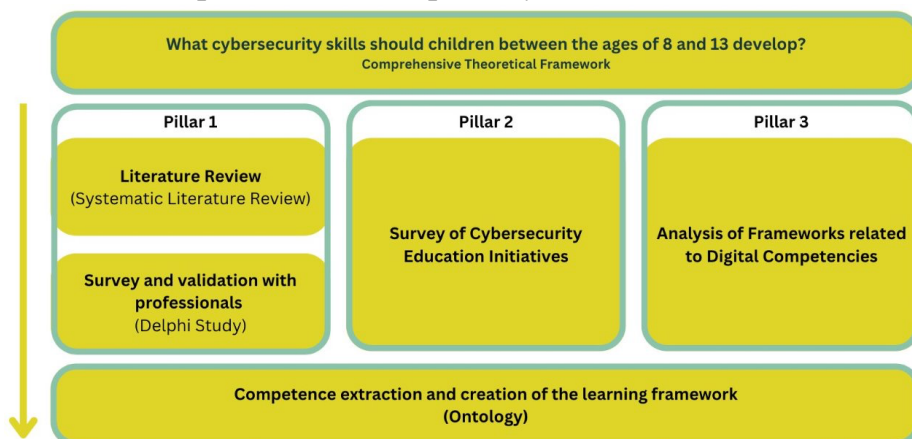 What cybersecurity skills should children between the ages of 8 and 13 develop?
Comprehensive Theoretical Framework
Pillar 1
Literature Review
(Systematic Literature Review)
Survey and validation with
professionals
(Delphi Study)
Pillar 2
Survey of Cybersecurity
Education Initiatives
Pillar 3
Analysis of Frameworks related
to Digital Competencies
Competence extraction and creation of the learning framework
(Ontology)